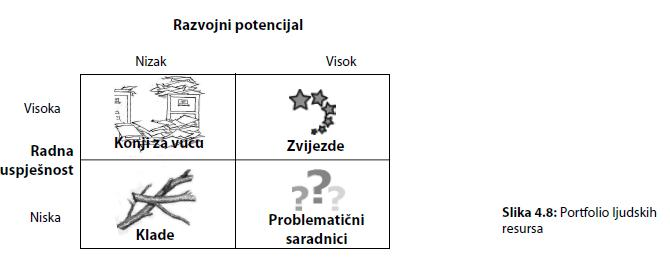 Razvojni potencijal
Nizak
Visok
Visoka
Konji za vuču
Zvijezde
Radna
uspješnost
Niska
Klade
Problematični
saradnici
Slika 4.8: Portfolio ljudskih
resursa